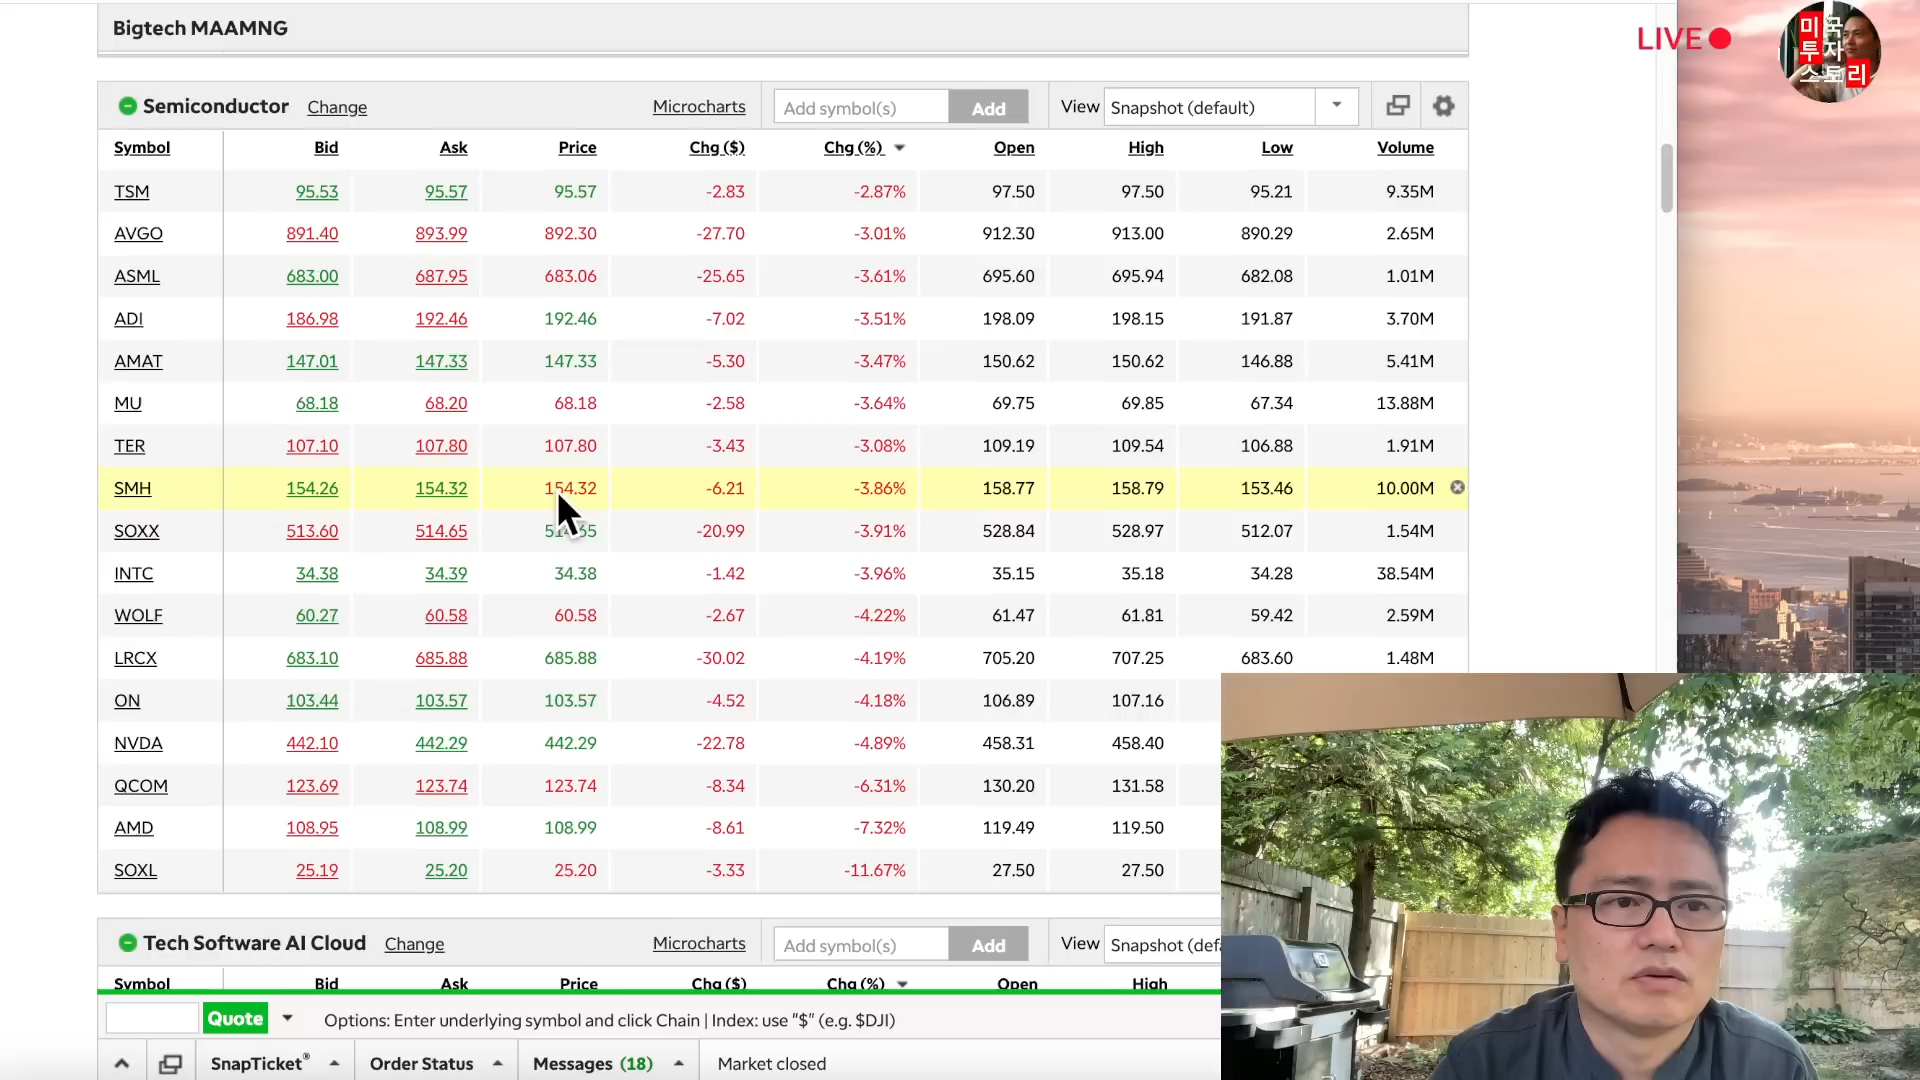 Bigtech MAAMNG
LIVE
미국
투자
스토리
Semiconductor Change Microcharts Add symbol(s) Add View Snapshot (default)
Symbol Bid Ask Price Chg ($) Chg (%) Open High Low Volume
TSM 95.53 95.57 95.57 -2.83 -2.87% 97.50 97.50 95.21 9.35M
AVGO 891.40 893.99 892.30 -27.70 -3.01% 912.30 913.00 890.29 2.65M
ASML 683.00 687.95 683.06 -25.65 -3.61% 695.60 695.94 682.08 1.01M
ADI 186.98 192.46 192.46 -7.02 -3.51% 198.09 198.15 191.87 3.70M
AMAT 147.01 147.33 147.33 -5.30 -3.47% 150.62 150.62 146.88 5.41M
MU 68.18 68.20 68.18 -2.58 -3.64% 69.75 69.85 67.34 13.88M
TER 107.10 107.80 107.80 -3.43 -3.08% 109.19 109.54 106.88 1.91M
SMH 154.26 154.32 154.32 -6.21 -3.86% 158.77 158.79 153.46 10.00M
SOXX 513.60 514.65 -20.99 -3.91% 528.84 528.97 512.07 1.54M
INTC 34.38 34.39 34.38 -1.42 -3.96% 35.15 35.18 34.28 38.54M
WOLF 60.27 60.58 60.58 -2.67 -4.22% 61.47 61.81 59.42 2.59M
LRCX 683.10 685.88 685.88 -30.02 -4.19% 705.20 707.25 683.60 1.48M
ON 103.44 103.57 103.57 -4.52 -4.18% 106.89 107.16
NVDA 442.10 442.29 442.29 -22.78 -4.89% 458.31 458.40
QCOM 123.69 123.74 123.74 -8.34 -6.31% 130.20 131.58
AMD 108.95 108.99 108.99 -8.61 -7.32% 119.49 119.50
SOXL 25.19 25.20 25.20 -3.33 -11.67% 27.50 27.50
Tech Software AI Cloud Change Microcharts Add symbol(s) Add View Snapshot (def
Symbol Bid Ask Price Chg ($) Chg (%) Open High
Quote Options: Enter underlying symbol and click Chain | Index: use "$" (e.g. $DJI)
SnapTicket® Order Status Messages (18) Market closed